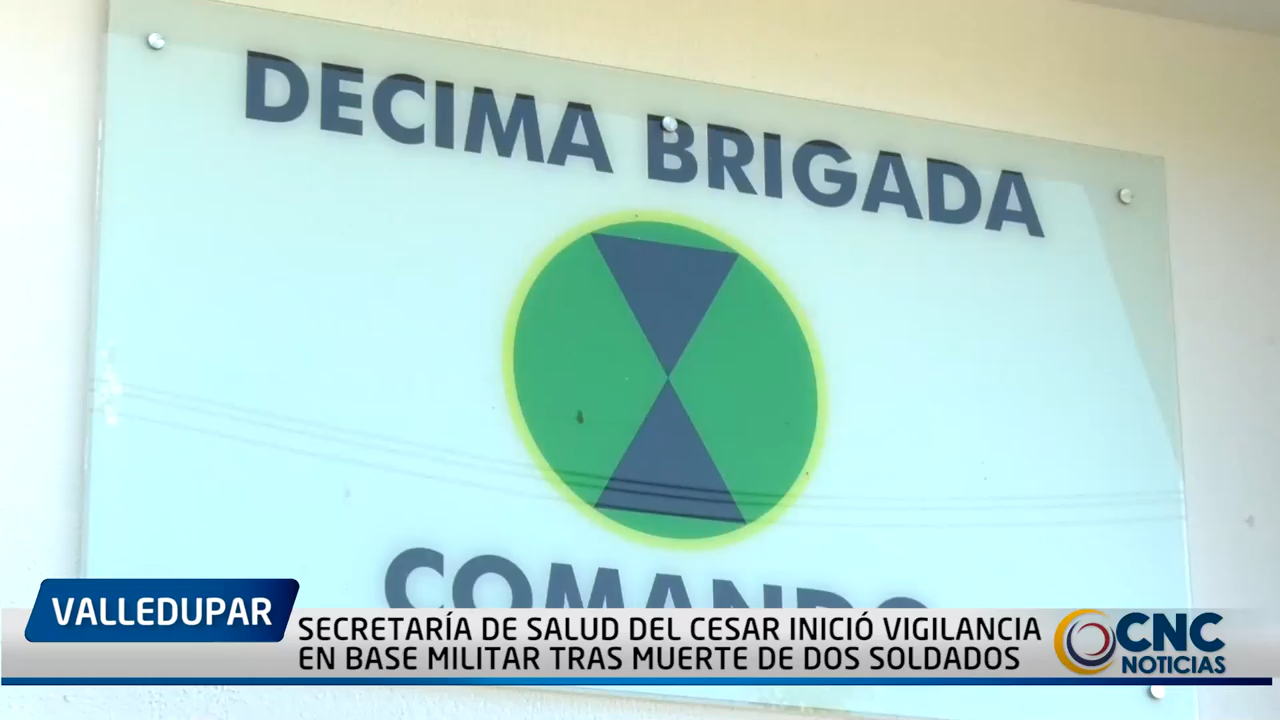 DECIMA BRIGADA
COMANDO
VALLEDUPAR
SECRETARÍA DE SALUD DEL CESAR INICIÓ VIGILANCIA
EN BASE MILITAR TRAS MUERTE DE DOS SOLDADOS
CNC
NOTICIAS